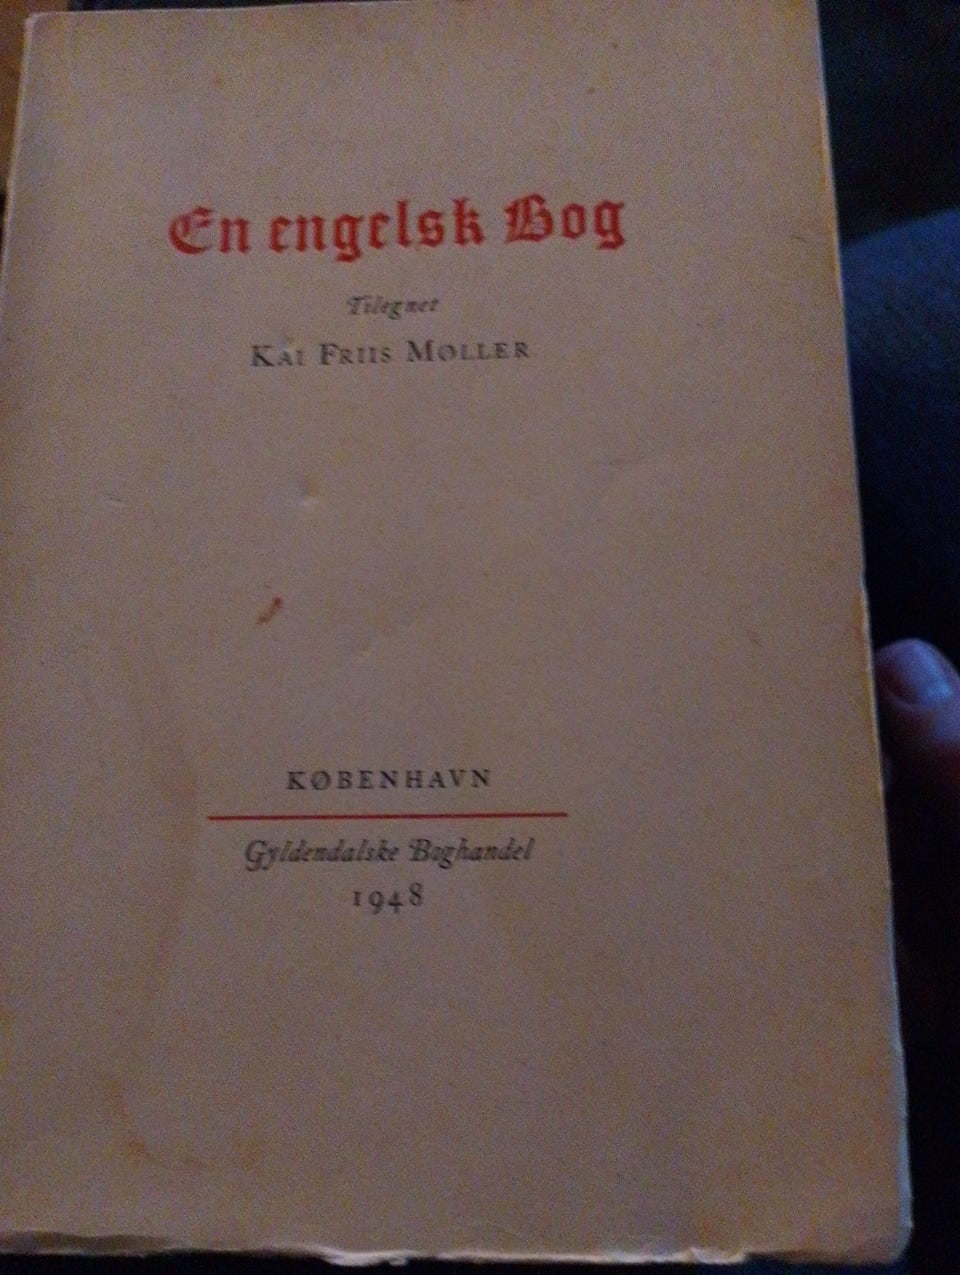 En engelsk Bog
Tilegnet
KAI FRIIS MØLLER
KØBENHAVN
Gyldendalske Boghandel
1948